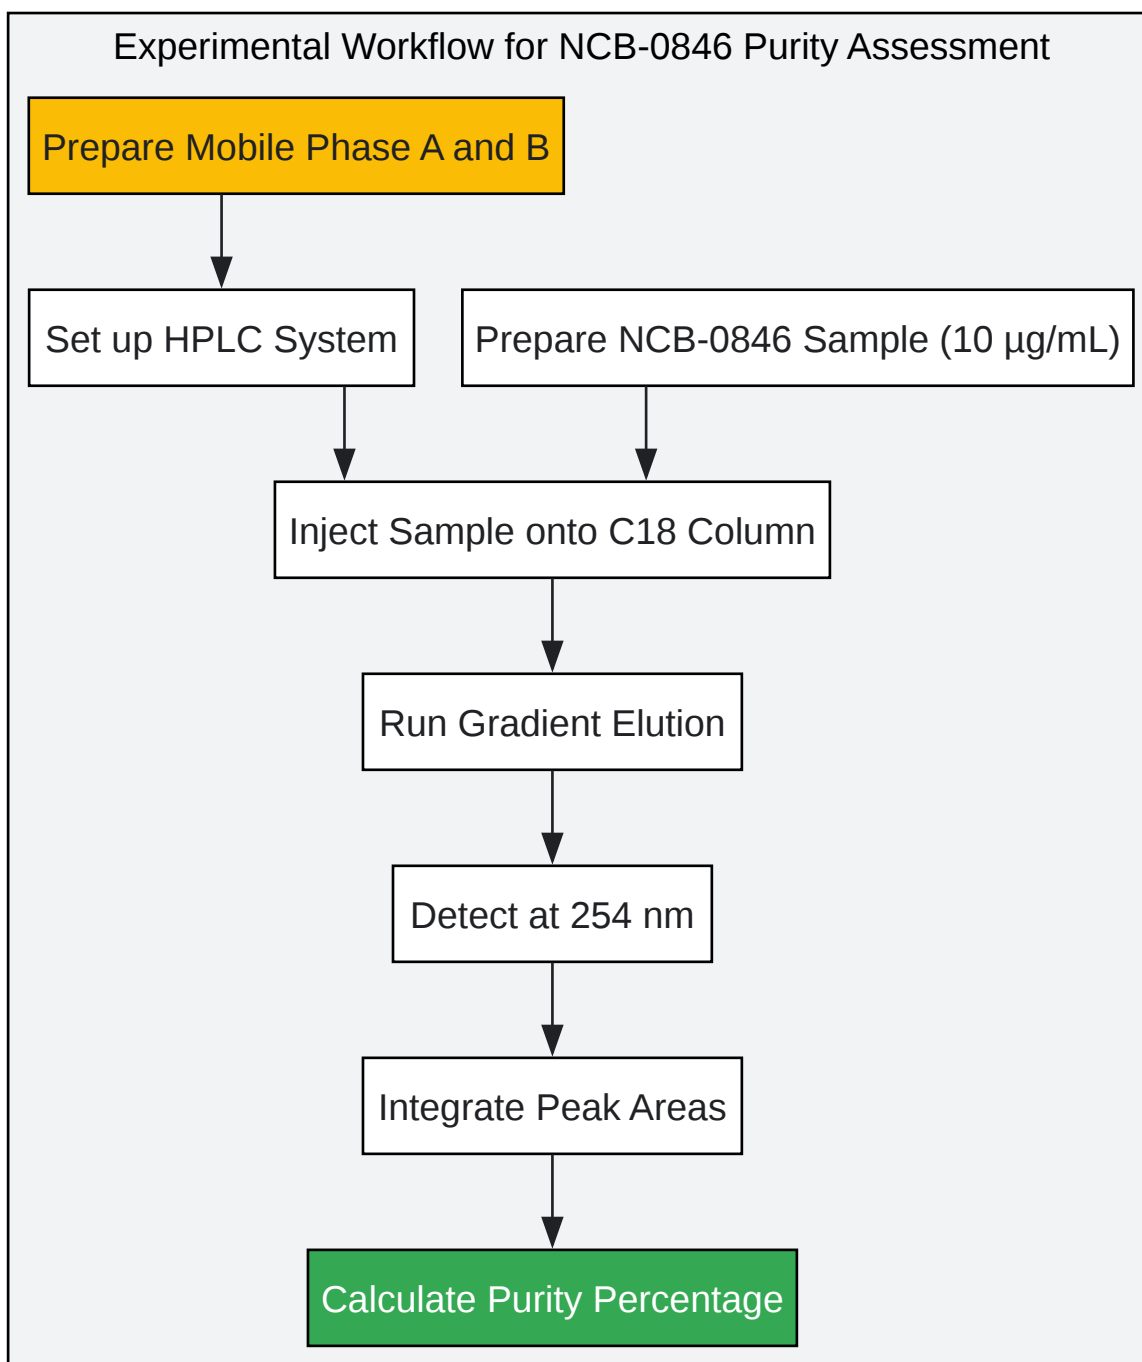 Experimental Workflow for NCB-0846 Purity Assessment
Prepare Mobile Phase A and B
Set up HPLC System
Prepare NCB-0846 Sample (10 µg/mL)
Inject Sample onto C18 Column
Run Gradient Elution
Detect at 254 nm
Integrate Peak Areas
Calculate Purity Percentage